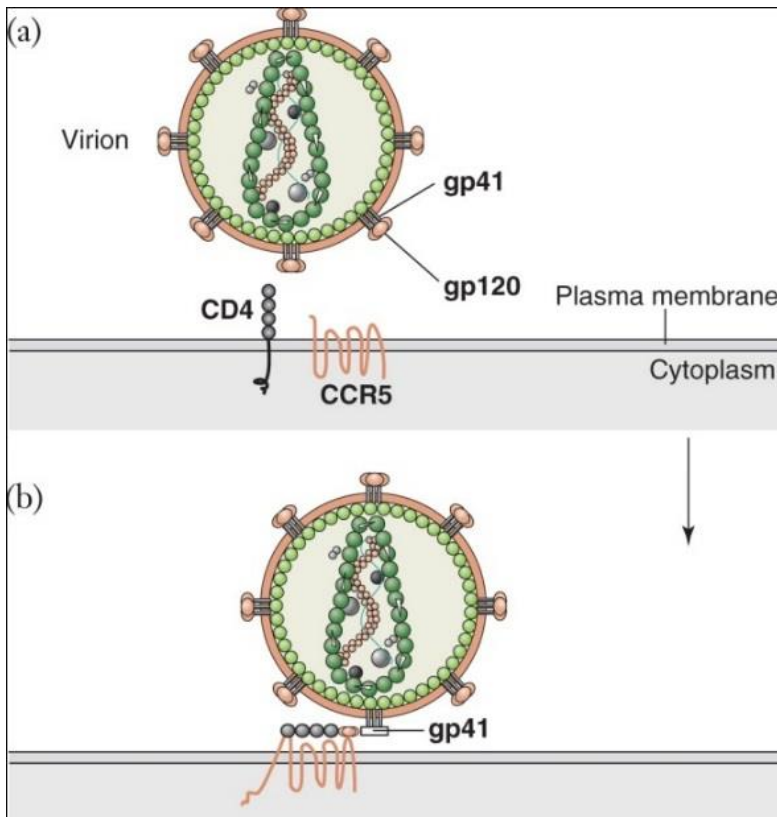 (a)
Virion
gp41
gp120
CD4
Plasma membrane
CCR5
Cytoplasm
(b)
gp41